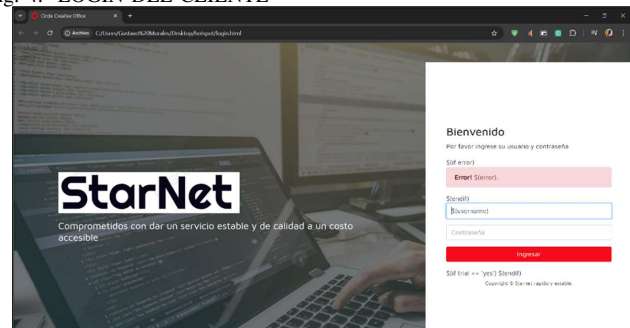 g. 4. LOGIN DEL CLIENTE
Circle Creative Office
Archivo C:/Users/Gustavo%20Morales/Desktop/hotspot/login.html
StarNet
Comprometidos con dar un servicio estable y de calidad a un costo
accesible
Bienvenido
Por favor ingrese su usuario y contraseña
$(if error)
Error! $(error).
$(endif)
$(username)
Contraseña
Ingresar
$(if trial == 'yes') $(endif)
Copyright © Starnet rápido y estable.